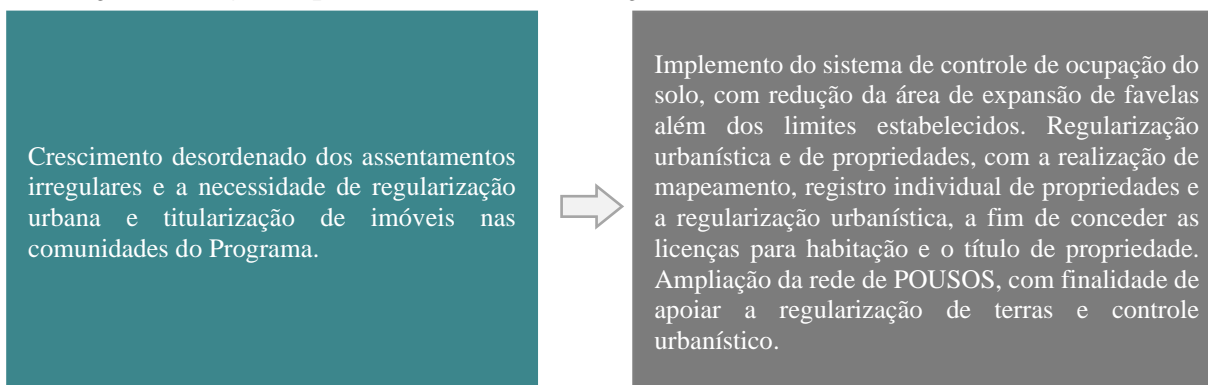 Crescimento desordenado dos assentamentos
irregulares e a necessidade de regularização
urbana e titularização de imóveis nas
comunidades do Programa.
Implemento do sistema de controle de ocupação do
solo, com redução da área de expansão de favelas
além dos limites estabelecidos. Regularização
urbanística e de propriedades, com a realização de
mapeamento, registro individual de propriedades e
a regularização urbanística, a fim de conceder as
licenças para habitação e o título de propriedade.
Ampliação da rede de POUSOS, com finalidade de
apoiar a regularização de terras e controle
urbanístico.